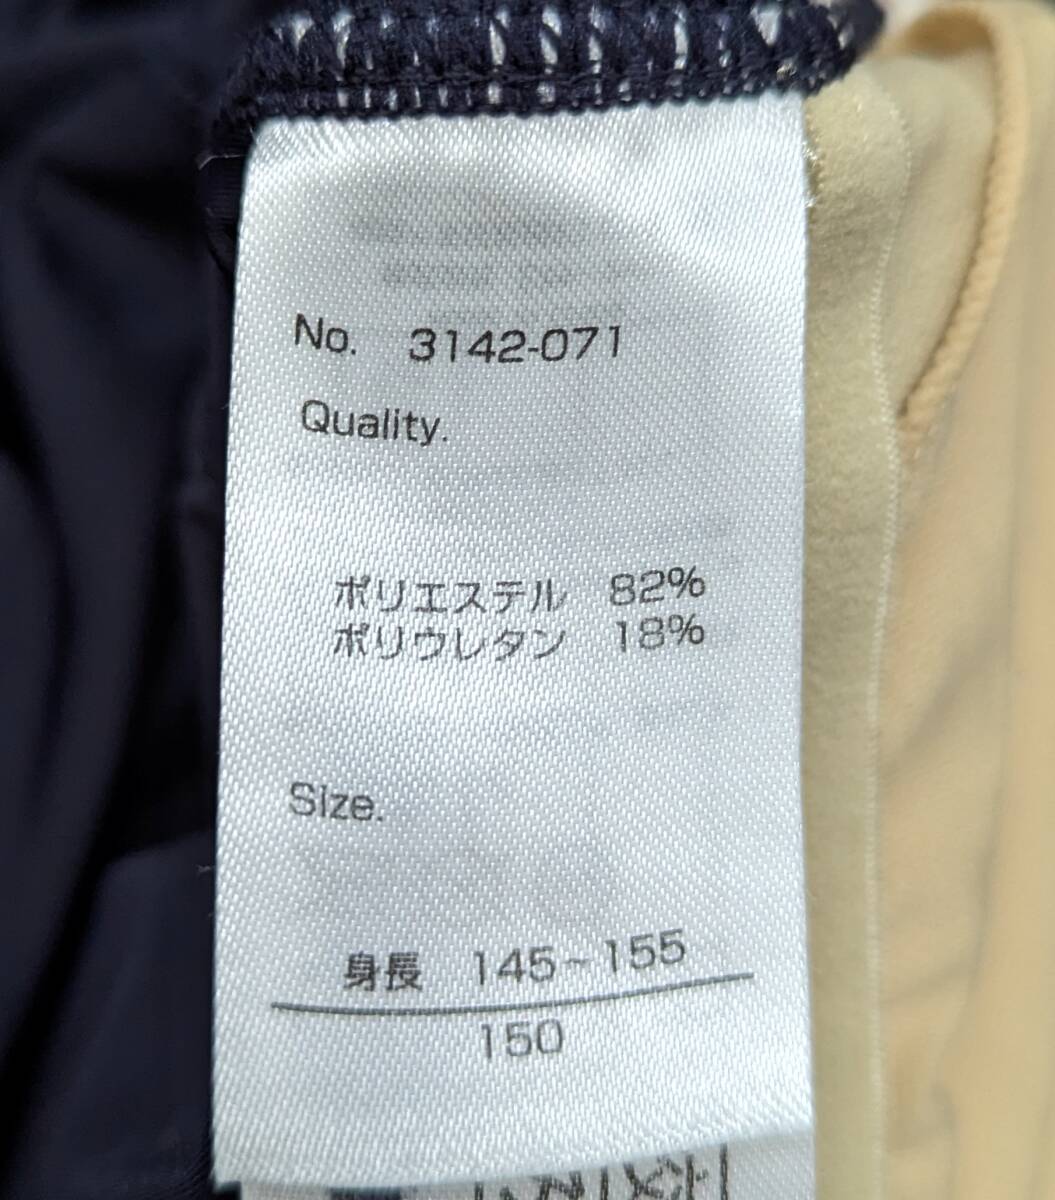 No. 3142-071
Quality.
ポリエステル 82%
ポリウレタン 18%
Size.
身長 145~155
150